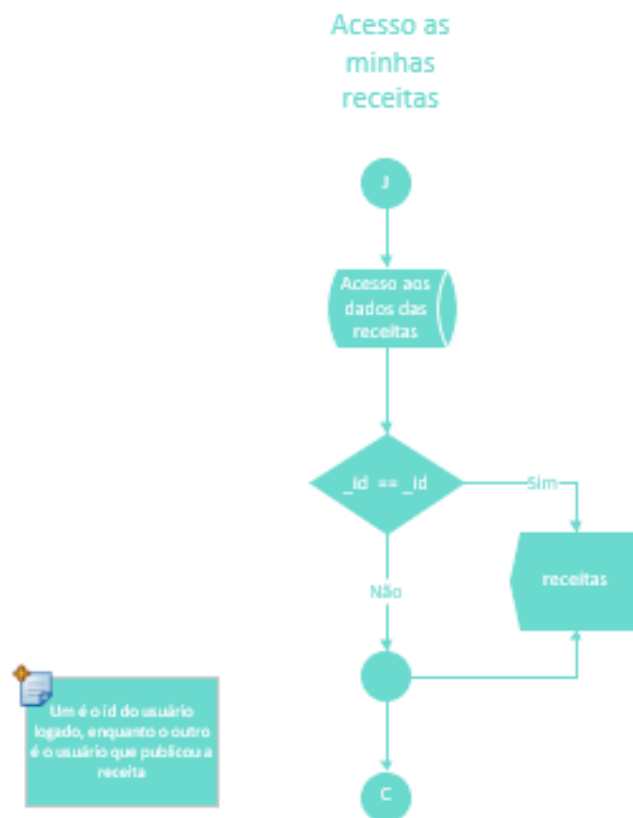 Acesso as
minhas
receitas
J
Acesso aos
dados das
receitas
_id == _id
Sim
receitas
Não
Um é o id do usuário
logado, enquanto o outro
é o usuário que publicou a
receita
C